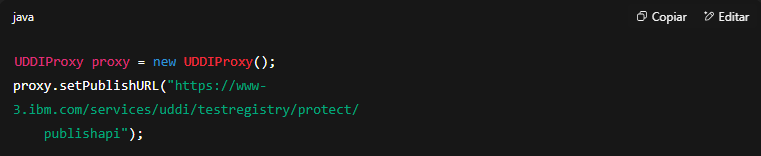 java
Copiar
Editar
UDDIProxy proxy = new UDDIProxy();
proxy.setPublishURL("https://www-
3.ibm.com/services/uddi/testregistry/protect/
publishapi");